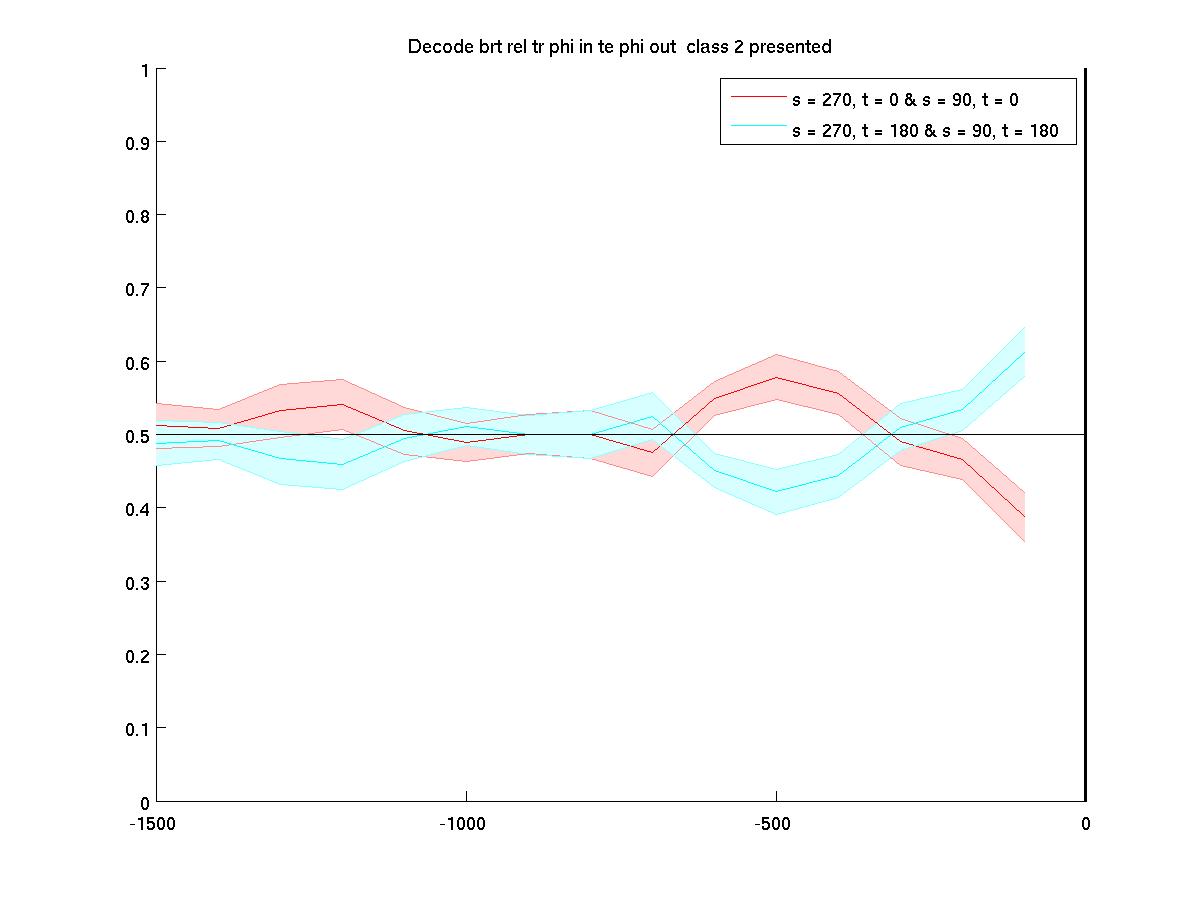 Decode brt rel tr phi in te phi out  class 2 presented
s = 270, t = 0 & s = 90, t = 0
s = 270, t = 180 & s = 90, t = 180
1
0.9
0.8
0.7
0.6
0.5
0.4
0.3
0.2
0.1
0
-1500 -1000 -500 0